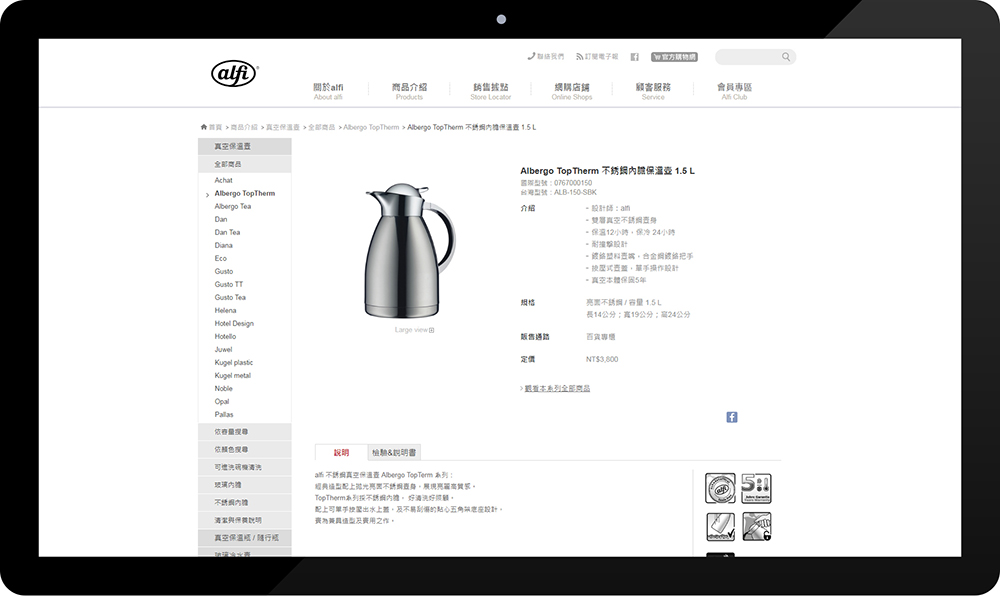 聯絡我們
訂閱電子報
官方購物網
alfi
關於alfi
About alfi
商品介紹
Products
銷售據點
Store Locator
網購店舖
Online Shops
顧客服務
Service
會員專區
Alfi Club
首頁 > 商品介紹 > 真空保溫壺 > 全部商品 > Albergo TopTherm > Albergo TopTherm 不銹鋼內膽保溫壺 1.5 L
真空保溫壺
全部商品
Achat
Albergo TopTherm
Albergo Tea
Dan
Dan Tea
Diana
Eco
Gusto
Gusto TT
Gusto Tea
Helena
Hotel Design
Hotello
Juwel
Kugel plastic
Kugel metal
Noble
Opal
Pallas
依容量搜尋
依顏色搜尋
可進洗碗機清洗
玻璃內膽
不銹鋼內膽
清潔與保養說明
真空保溫瓶 / 隨行瓶
玻璃冷水壺
Large view
Albergo TopTherm 不銹鋼內膽保溫壺 1.5 L
國際型號：0767000150
台灣型號：ALB-150-SBK
介紹
- 設計師：alfi
- 雙層真空不銹鋼壺身
- 保溫12小時，保冷 24小時
- 耐撞擊設計
- 鍍鉻塑料壺嘴，合金鋼鍍鉻把手
- 按壓式壺蓋，單手操作設計
- 真空本體保固5年
規格
亮面不銹鋼 / 容量 1.5 L
長14公分；寬19公分；高24公分
販售通路
百貨專櫃
定價
NT$3,800
> 觀看本系列全部商品
說明
檢驗&說明書
alfi 不銹鋼真空保溫壺 Albergo TopTerm 系列：
經典造型配上拋光亮面不銹鋼壺身，展現亮麗高質感。
TopTherm系列採不銹鋼內膽， 好清洗好照顧。
配上可單手按壓出水上蓋，及不易刮傷的點心五角架底座設計，
實為兼具造型及實用之作。
alfi
5
Jahre Garantie